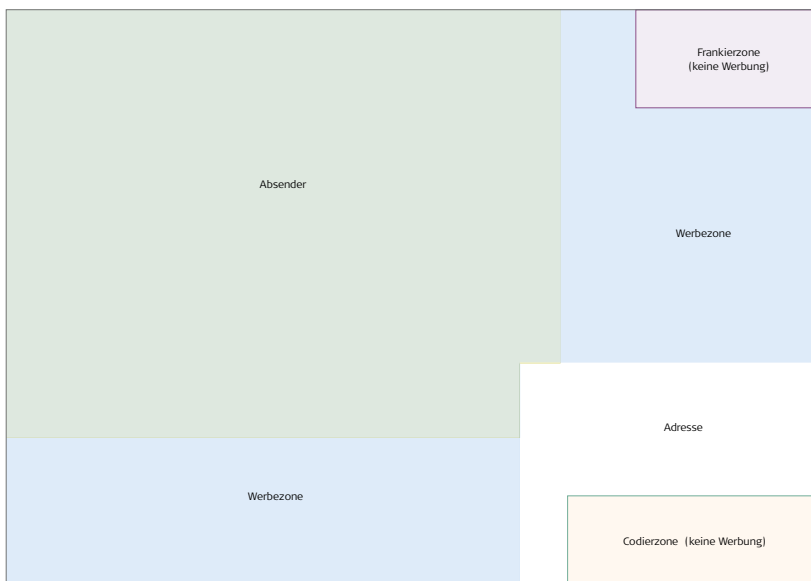 Frankierzone
(keine Werbung)
Absender
Werbezone
Adresse
Werbezone
Codierzone (keine Werbung)